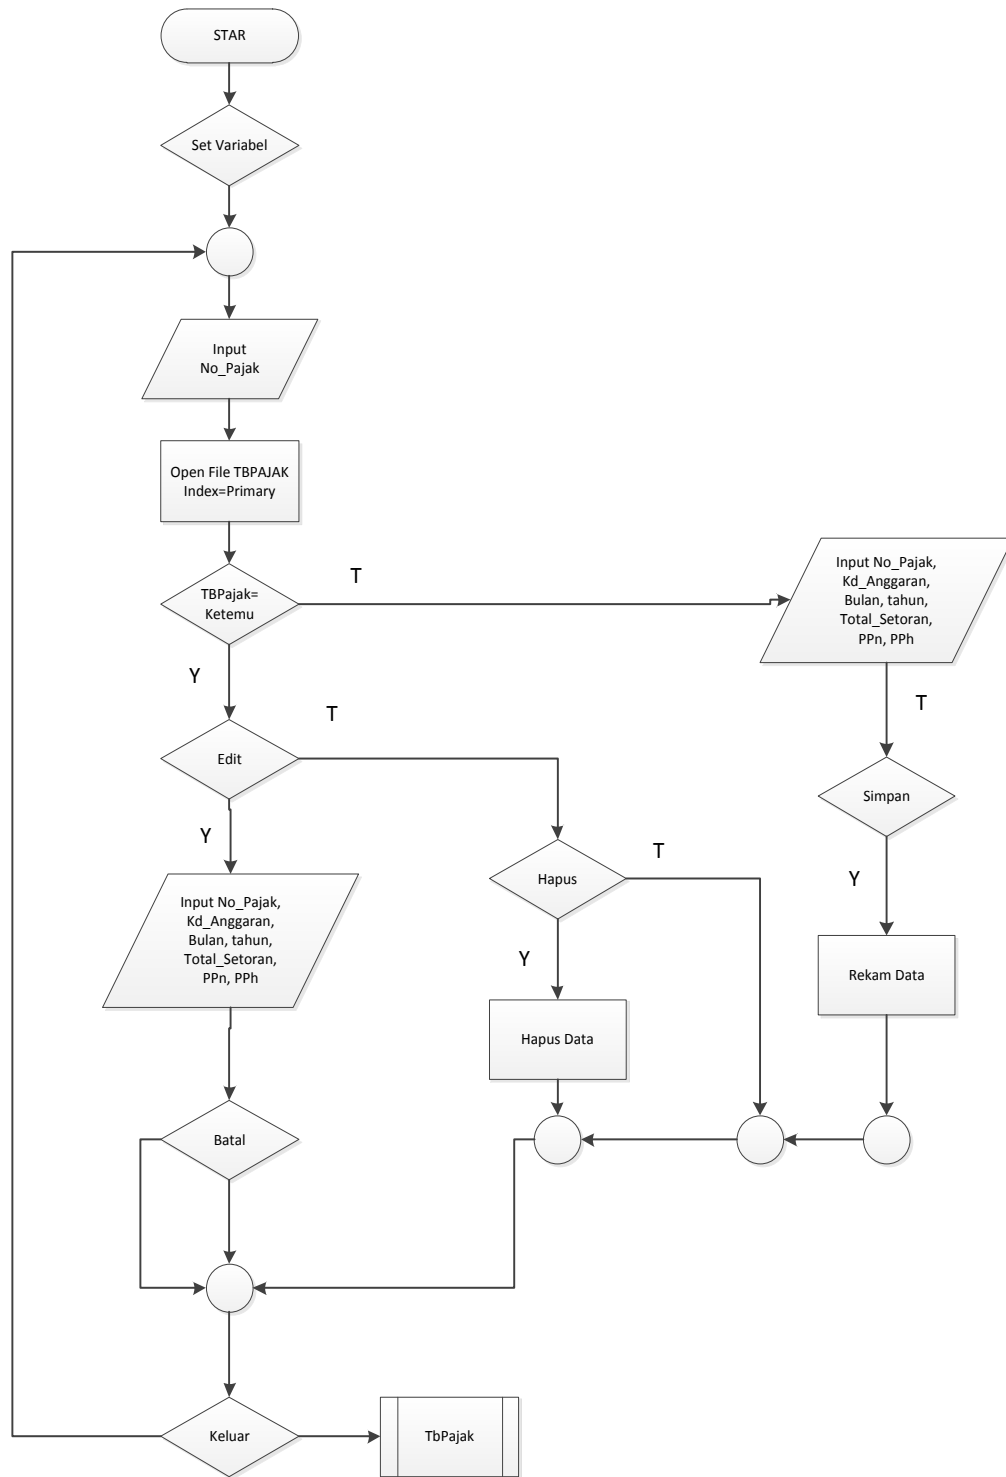 STAR
Set Variabel
Input
No_Pajak
Open File TBPAJAK
Index=Primary
TBPajak=
Ketemu
T
Input No_Pajak,
Kd_Anggaran,
Bulan, tahun,
Total_Setoran,
PPn, PPh
Y
T
T
Edit
Simpan
Y
Hapus
T
Y
Input No_Pajak,
Kd_Anggaran,
Bulan, tahun,
Total_Setoran,
PPn, PPh
Y
Rekam Data
Hapus Data
Batal
Keluar
TbPajak